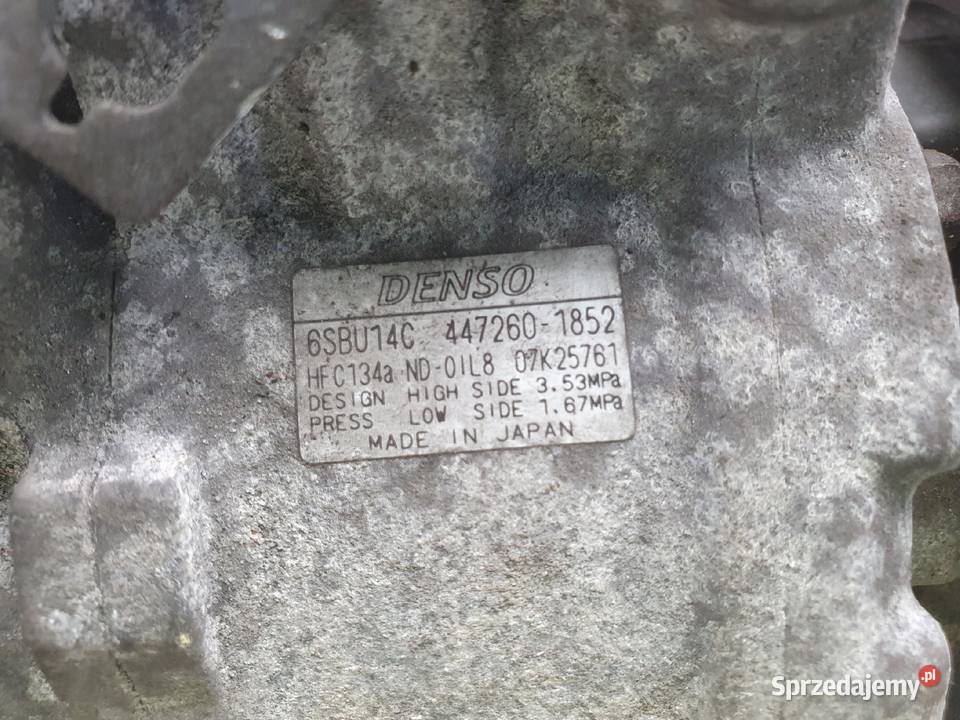 DENSO
6SBU14C 447260-1852
HFC134a ND-OIL8 07K25761
DESIGN HIGH SIDE 3.53MPa
PRESS LOW SIDE 1.67MPa
MADE IN JAPAN
Sprzedajemy.pl